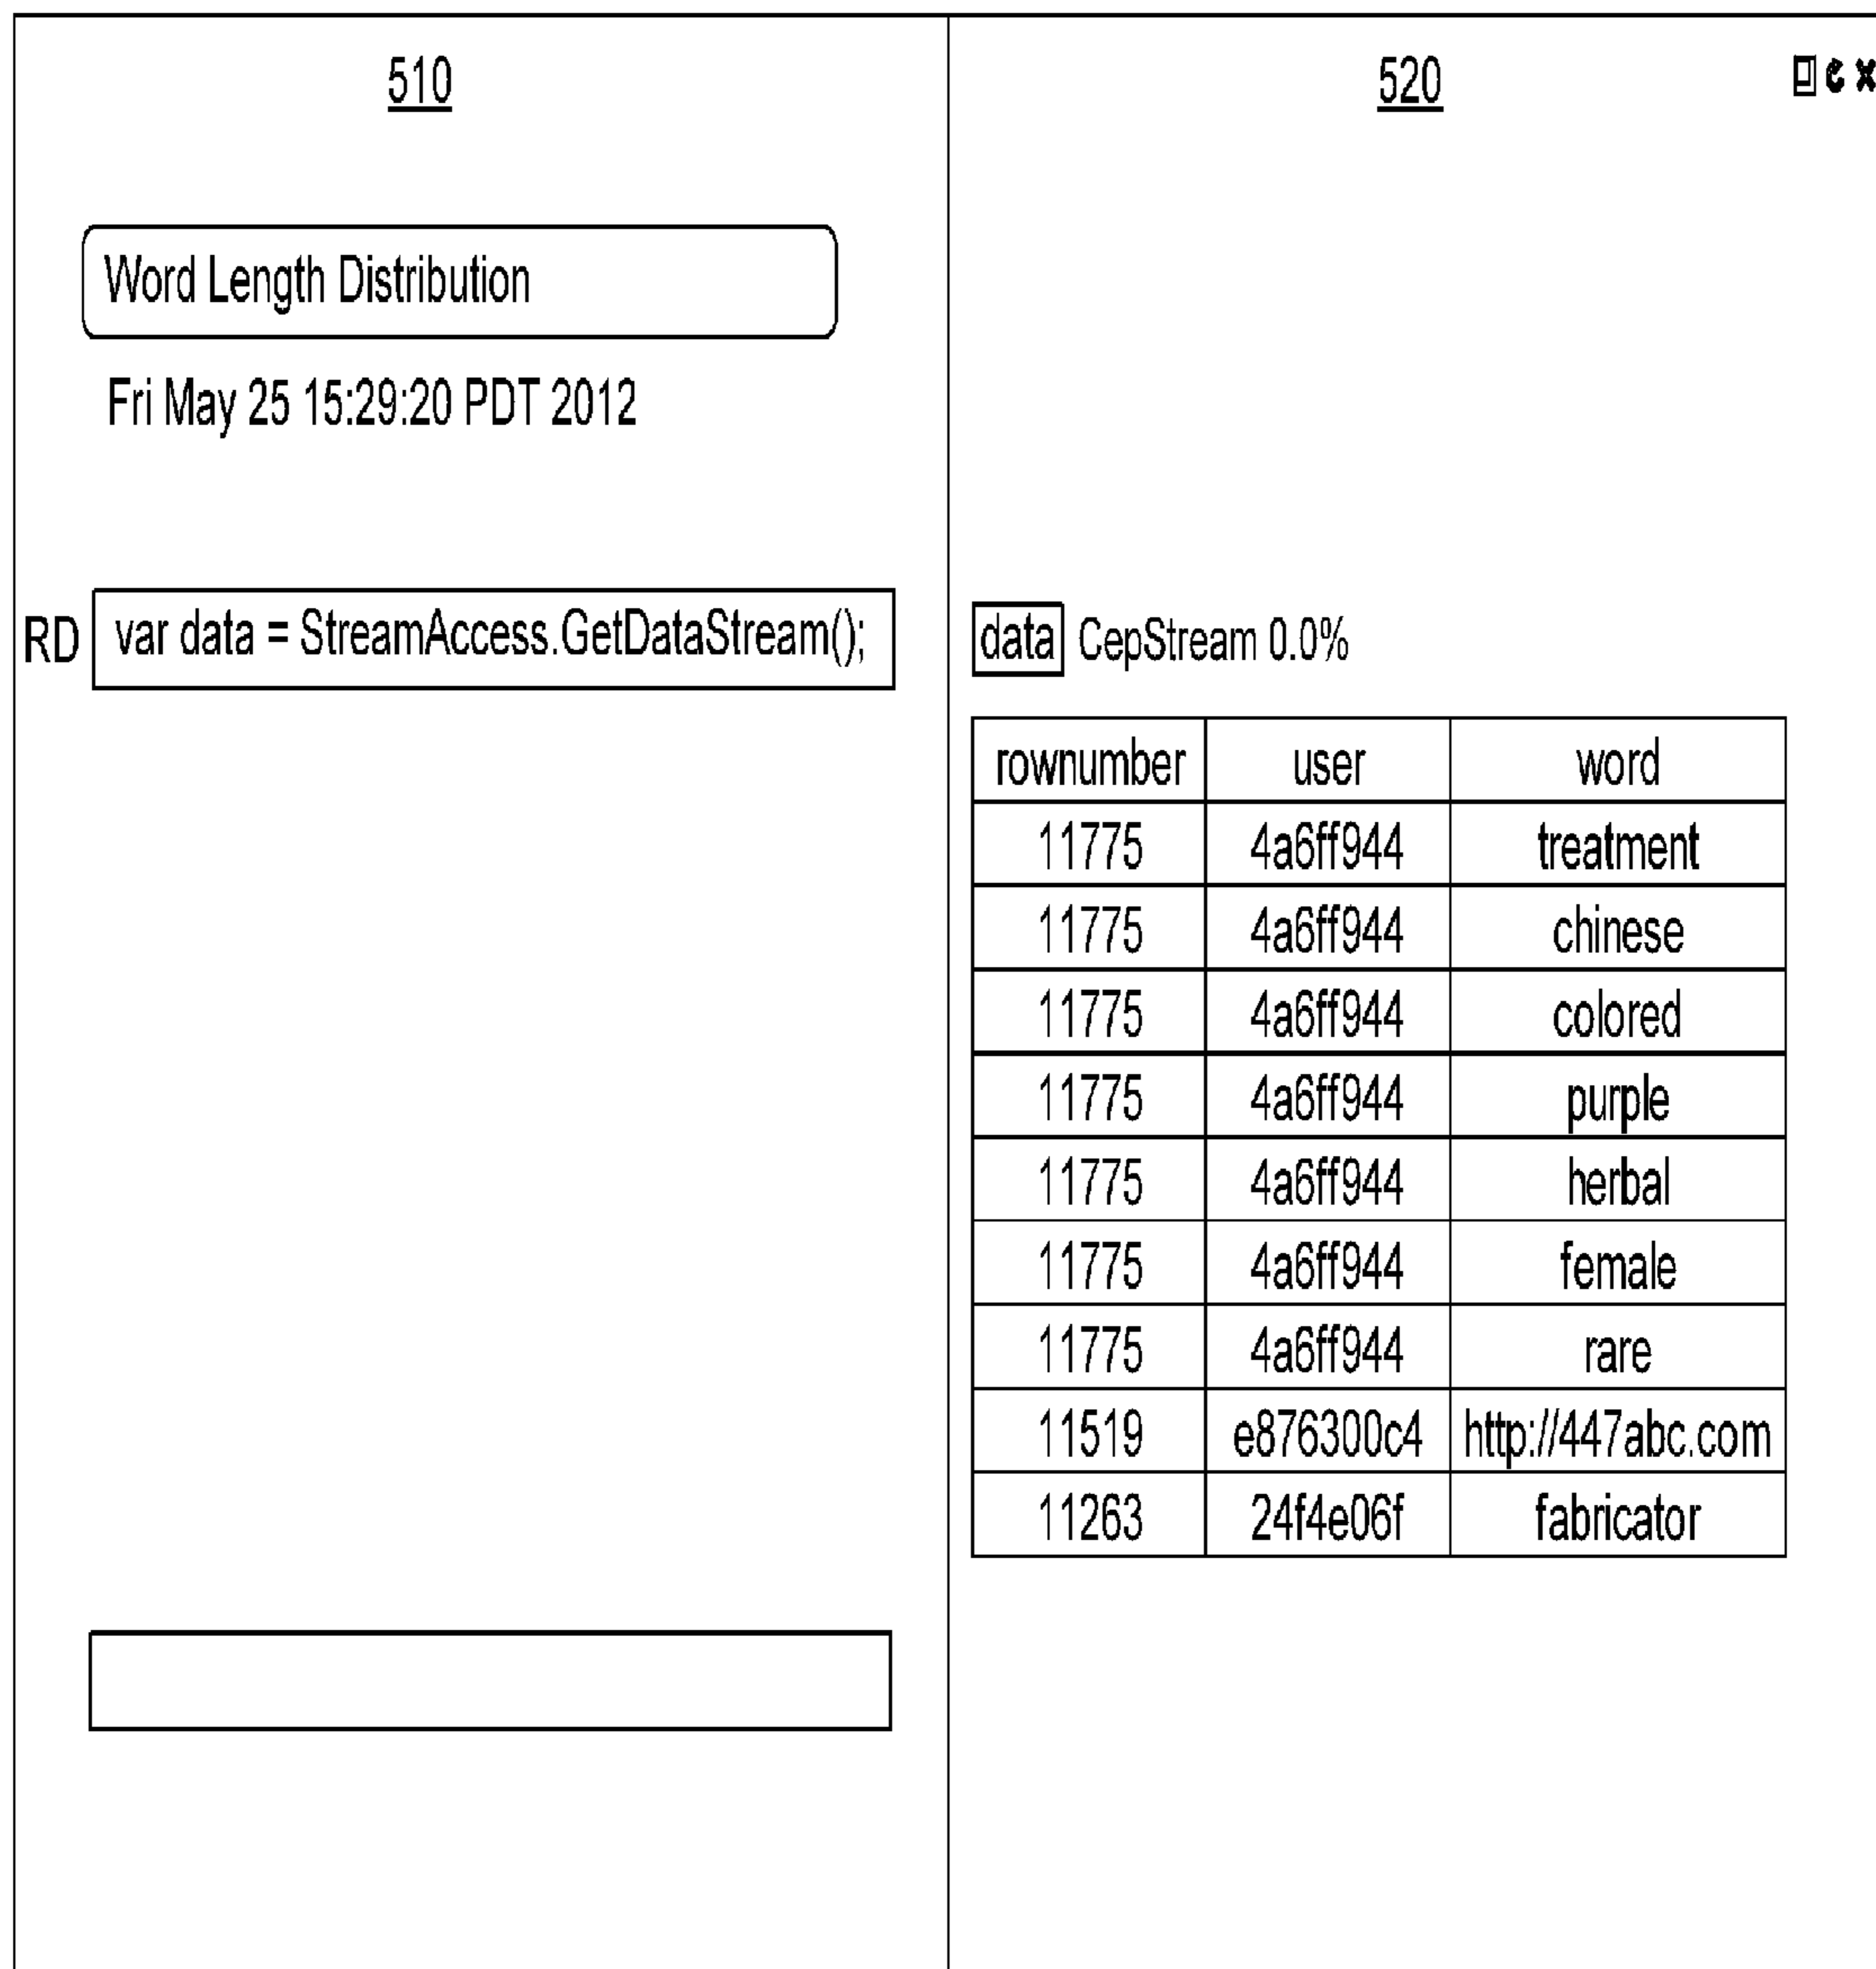 510
Word Length Distribution
Fri May 25 15:29:20 PDT 2012
RD var data = StreamAccess.GetDataStream();
520
data CepStream 0.0%
rownumber user word
11775 4a6ff944 treatment
11775 4a6ff944 chinese
11775 4a6ff944 colored
11775 4a6ff944 purple
11775 4a6ff944 herbal
11775 4a6ff944 female
11775 4a6ff944 rare
11519 e876300c4 http://447abc.com
11263 24f4e06f fabricator